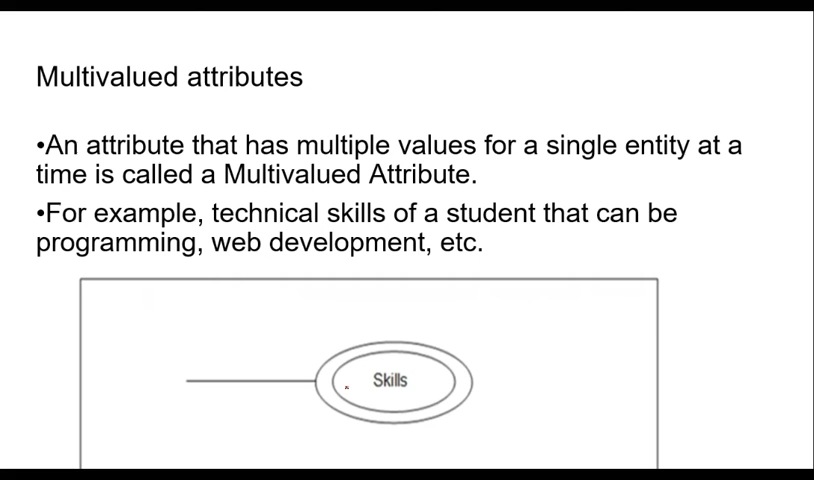 Multivalued attributes
•An attribute that has multiple values for a single entity at a
time is called a Multivalued Attribute.
•For example, technical skills of a student that can be
programming, web development, etc.
Skills